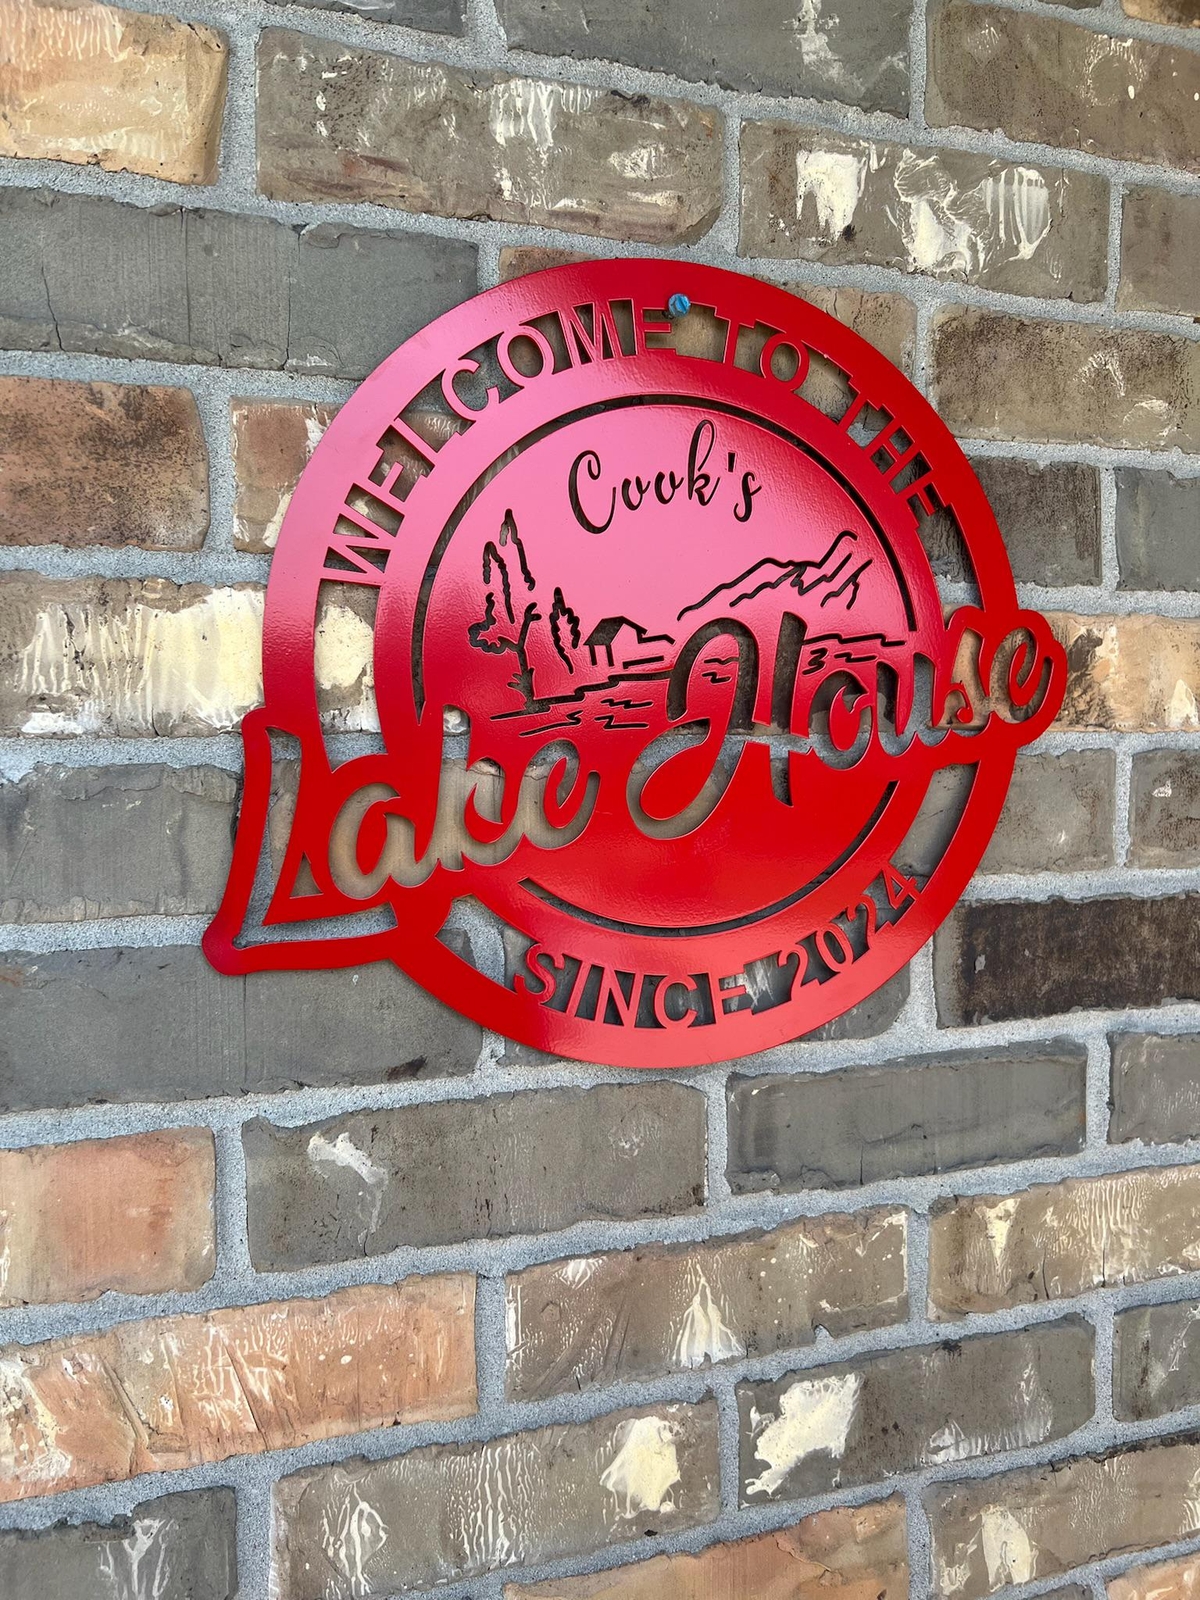 WELCOME TO THE
Cook's
Lake House
SINCE 2024